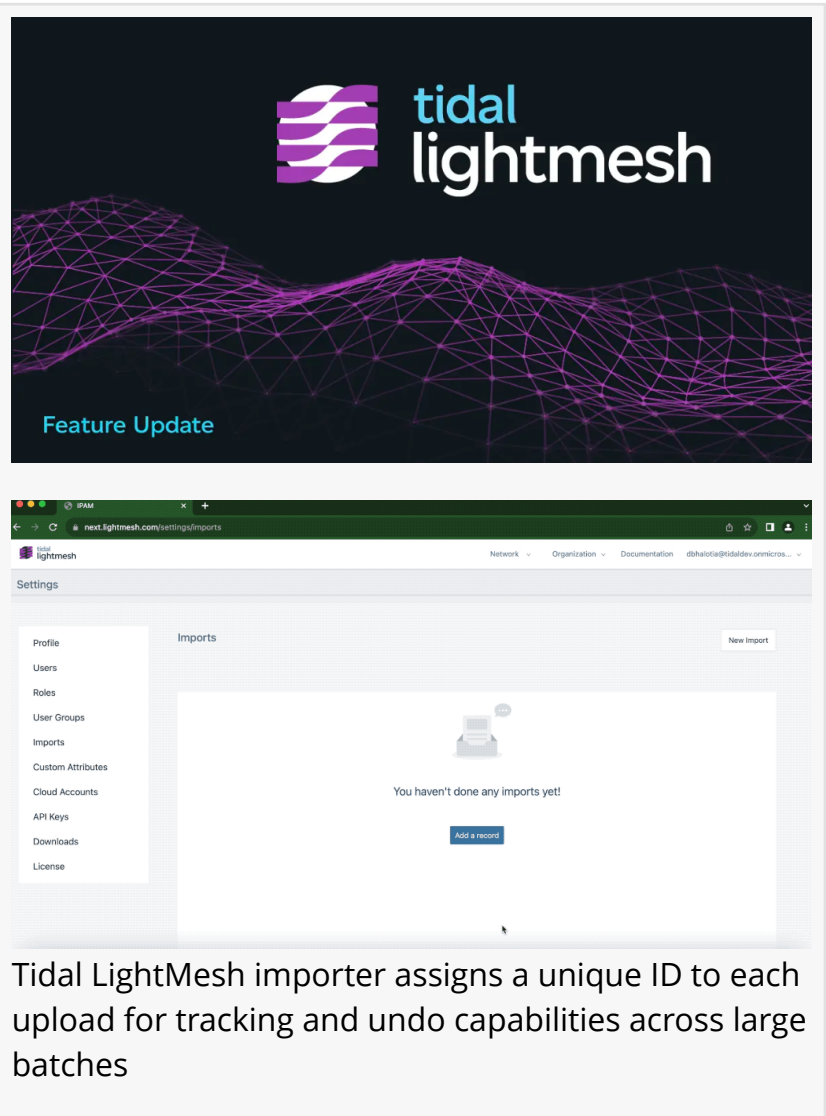 tidal
lightmesh
Feature Update
IPAM
next.lightmesh.com/settings/imports
tidal
lightmesh
Network
Organization
Documentation
dbhalotia@tidaldev.onmicros...
Settings
Profile
Users
Roles
User Groups
Imports
Custom Attributes
Cloud Accounts
API Keys
Downloads
License
Imports
New Import
You haven't done any imports yet!
Add a record
Tidal LightMesh importer assigns a unique ID to each
upload for tracking and undo capabilities across large
batches